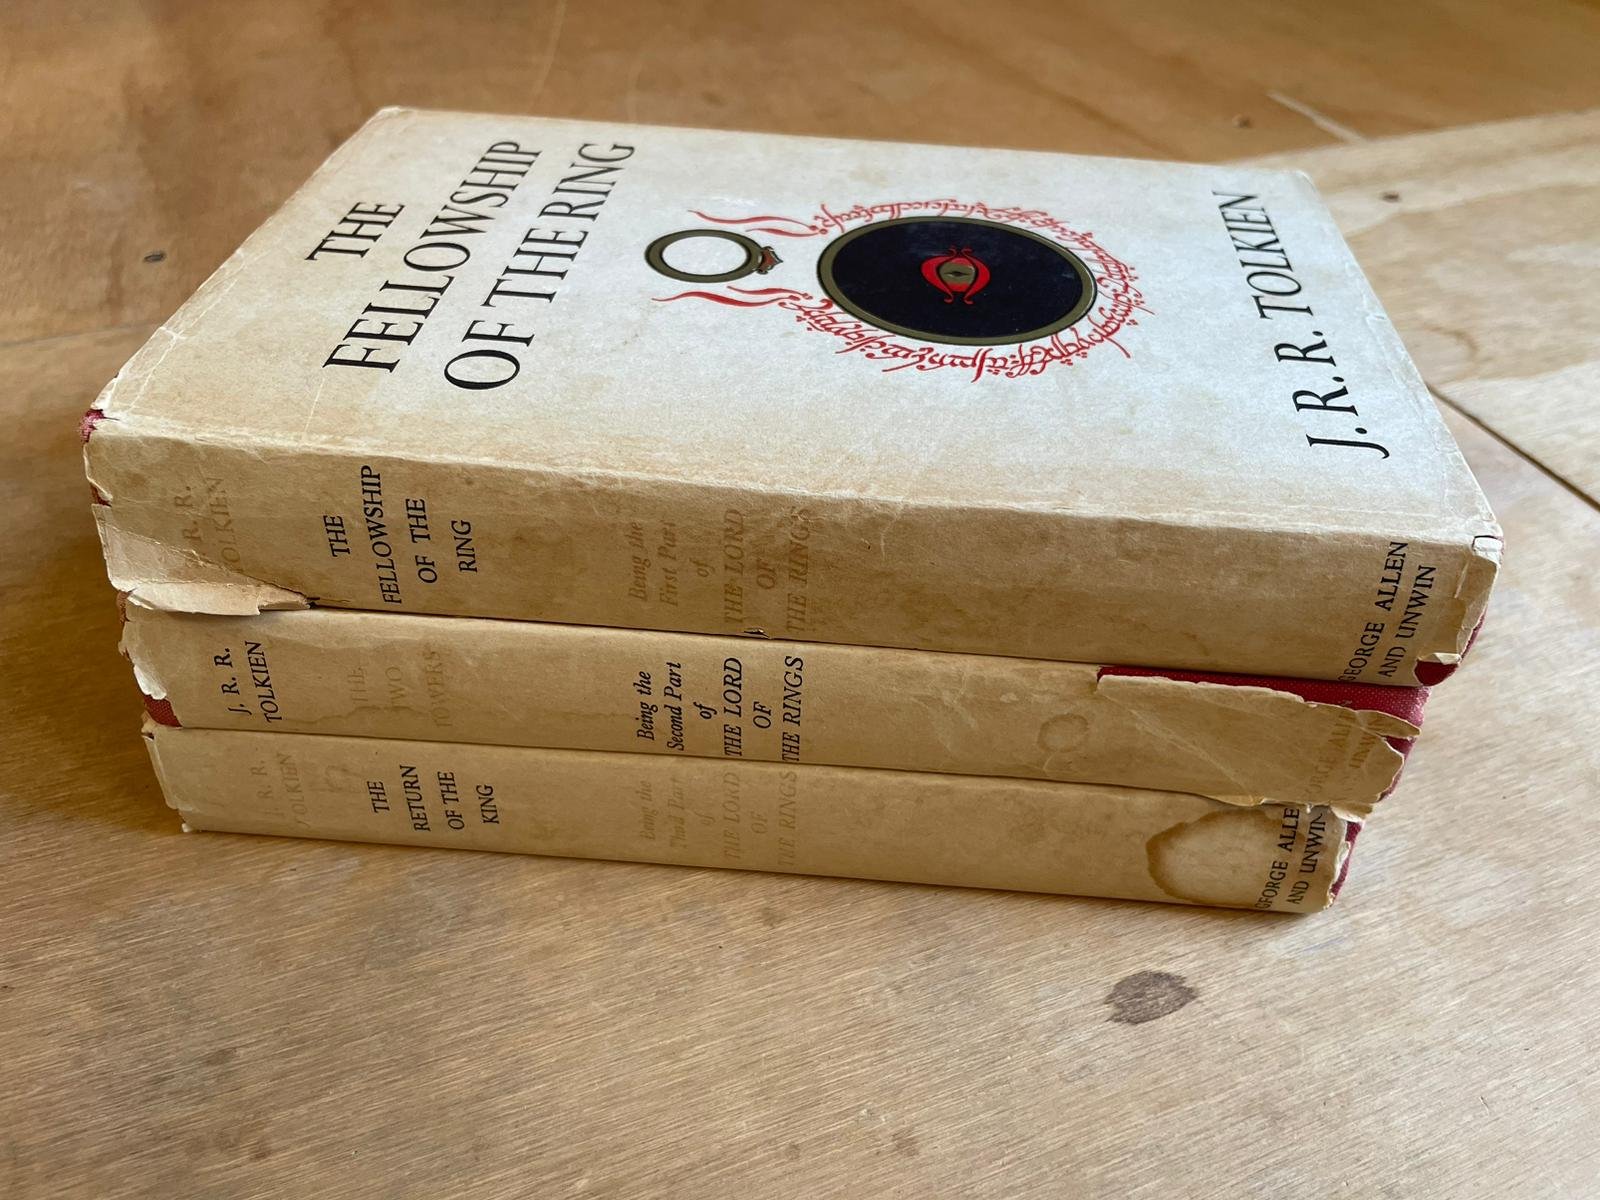 THE
FELLOWSHIP
OF THE RING
J. R. R. TOLKIEN
J. R. R.
TOLKIEN
THE
FELLOWSHIP
OF THE
RING
Being the
First Part
of
THE LORD
OF
THE RINGS
GEORGE ALLEN
AND UNWIN
J. R. R.
TOLKIEN
THE
TWO
TOWERS
Being the
Second Part
of
THE LORD
OF
THE RINGS
GEORGE ALLEN
UNWIN
J. R. R.
TOLKIEN
THE
RETURN
OF THE
KING
Being the
Third Part
of
THE LORD
OF
THE RINGS
GEORGE ALLE
AND UNWIN